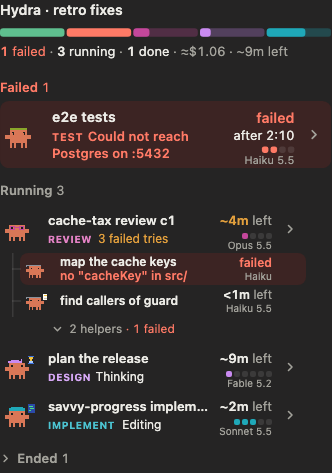 Hydra · retro fixes
1 failed · 3 running · 1 done · ≈$1.06 · ~9m left
Failed 1
e2e tests
failed
TEST Could not reach
after 2:10
Postgres on :5432
Haiku 5.5
Running 3
cache-tax review c1
~4m left
REVIEW 3 failed tries
Opus 5.5
map the cache keys
failed
no "cacheKey" in src/
Haiku
find callers of guard
<1m left
Haiku 5.5
2 helpers · 1 failed
plan the release
~9m left
DESIGN Thinking
Fable 5.2
savvy-progress implem...
~2m left
IMPLEMENT Editing
Sonnet 5.5
Ended 1